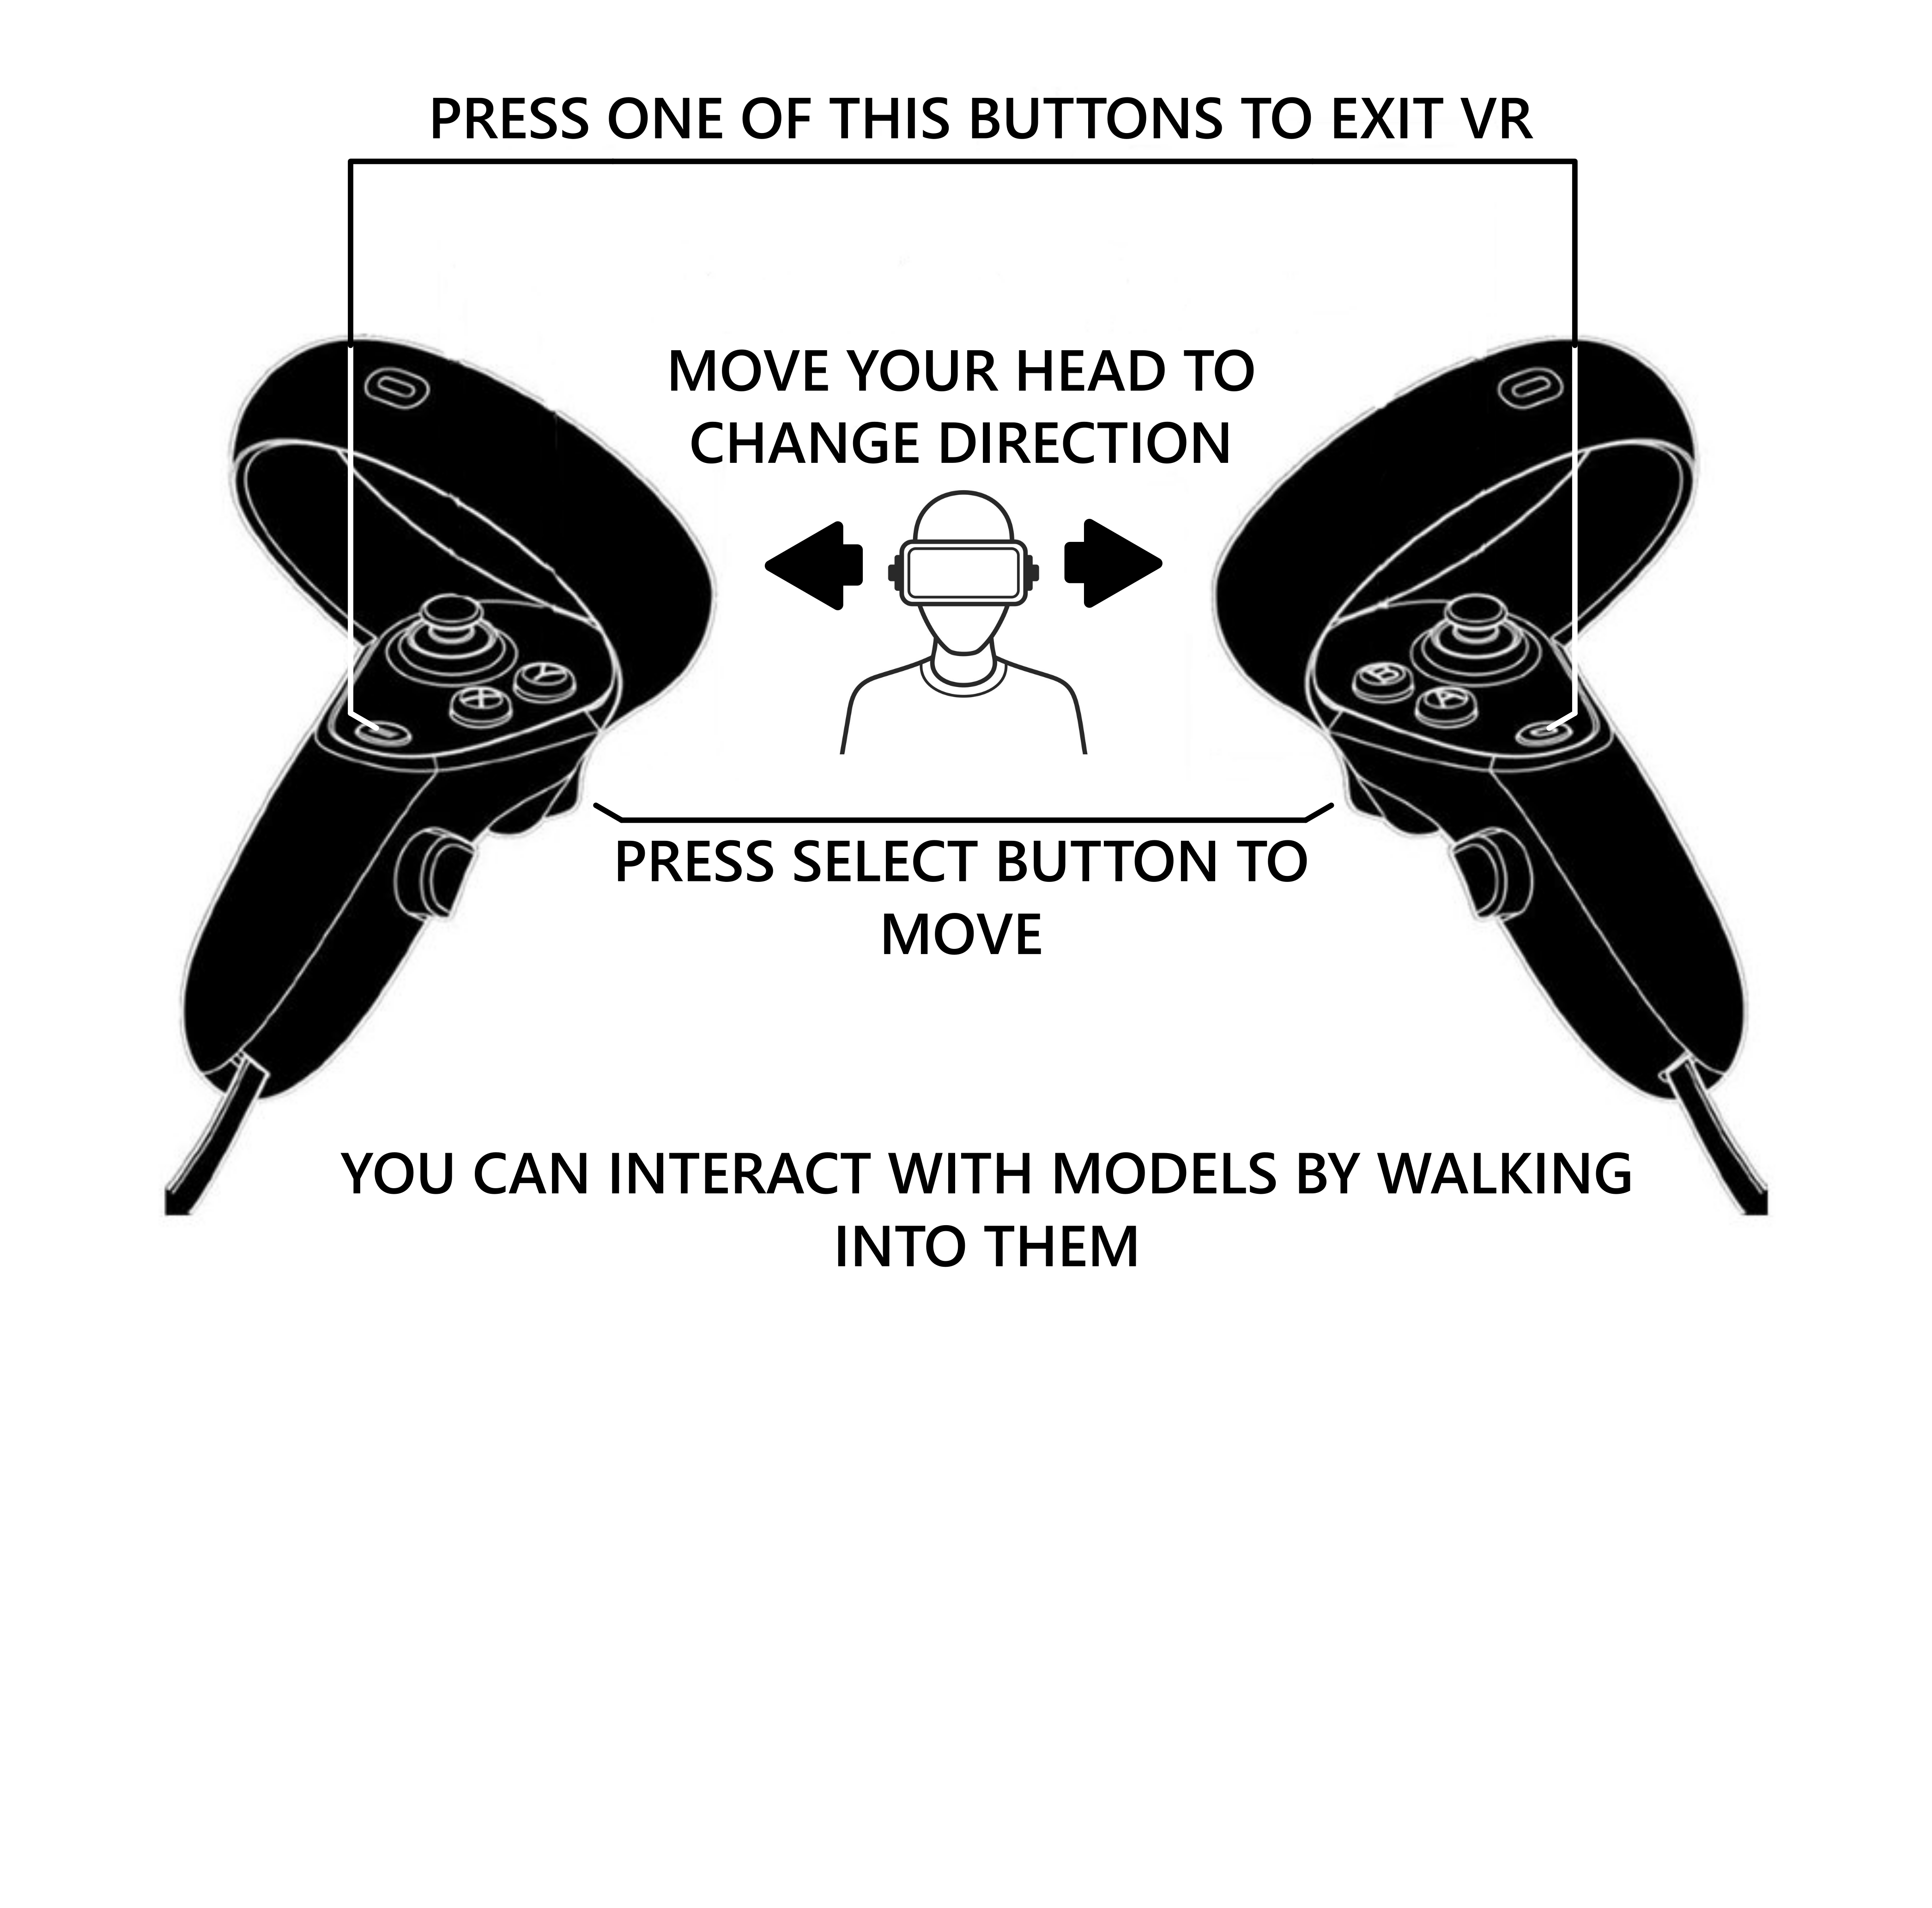 PRESS ONE OF THIS BUTTONS TO EXIT VR
MOVE YOUR HEAD TO
CHANGE DIRECTION
Y
X
B
A
PRESS SELECT BUTTON TO
MOVE
YOU CAN INTERACT WITH MODELS BY WALKING
INTO THEM